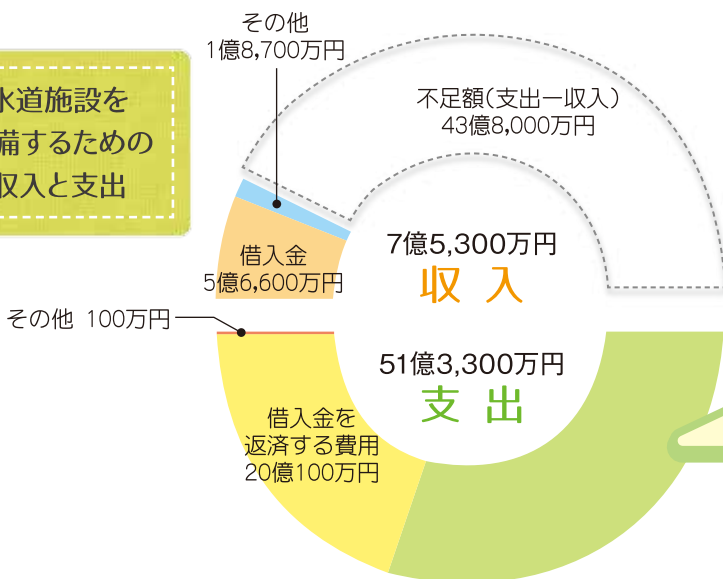 水道施設を
備するための
収入と支出
その他
1億8,700万円
不足額(支出ー収入)
43億8,000万円
借入金
5億6,600万円
7億5,300万円
収入
その他 100万円
51億3,300万円
支出
借入金を
返済する費用
20億100万円